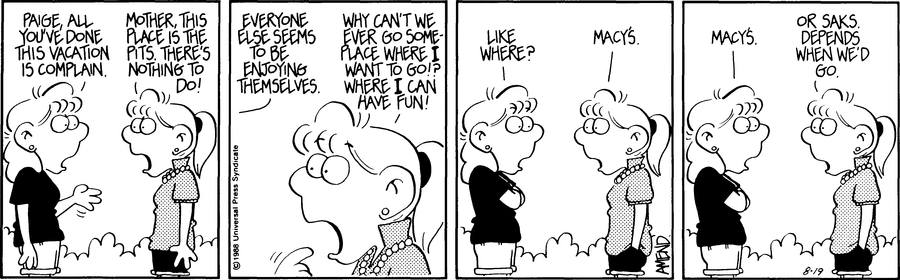 PAIGE, ALL
YOU'VE DONE
THIS VACATION
IS COMPLAIN.
MOTHER, THIS
PLACE IS THE
PITS. THERE'S
NOTHING TO
DO!
EVERYONE
ELSE SEEMS
TO BE
ENJOYING
THEMSELVES.
WHY CAN'T WE
EVER GO SOME-
PLACE WHERE I
WANT TO GO!?
WHERE I CAN
HAVE FUN!
© 1988 Universal Press Syndicate
LIKE
WHERE?
MACY'S.
AMEND
MACY'S.
OR SAKS.
DEPENDS
WHEN WE'D
GO.
8-19